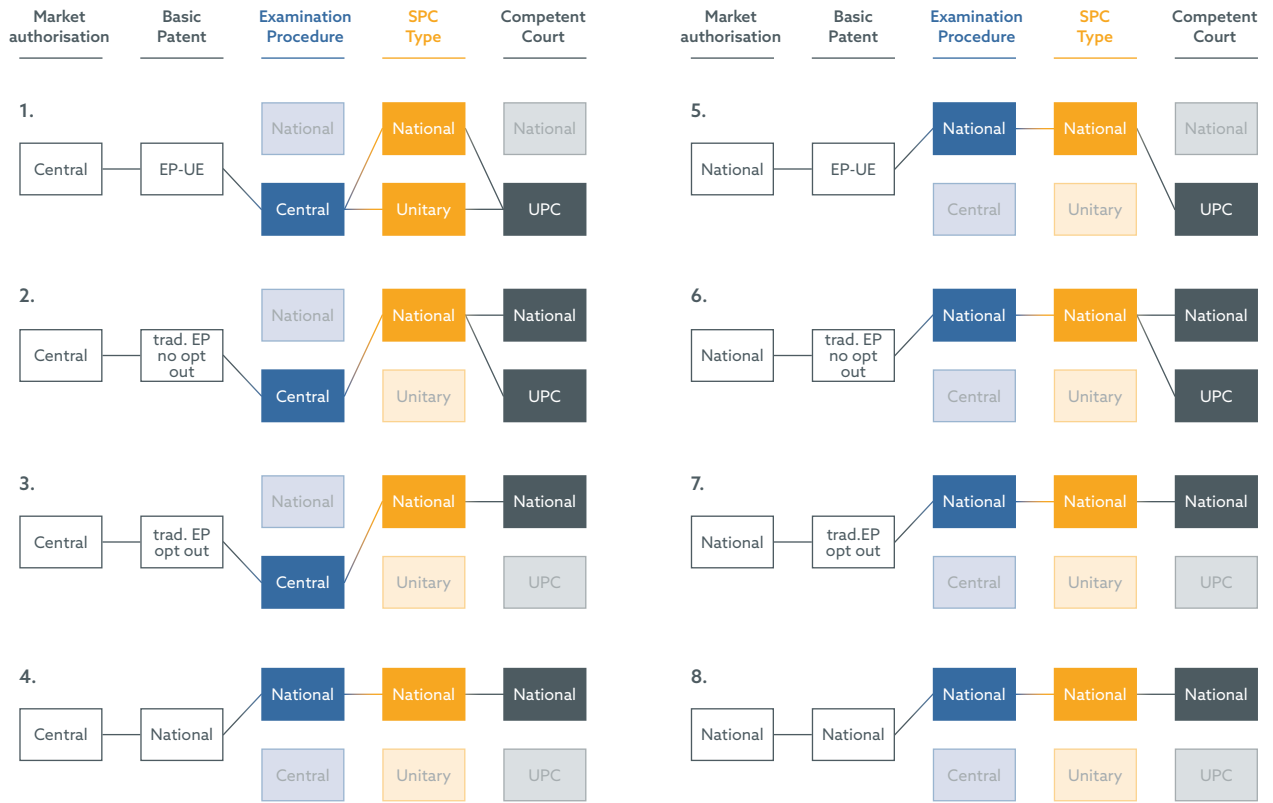 Market
authorisation
Basic
Patent
Examination
Procedure
SPC
Type
Competent
Court
1.
National
National
National
Central
EP-UE
Central
Unitary
UPC
2.
National
National
National
Central
trad. EP
no opt
out
Central
Unitary
UPC
3.
National
National
National
Central
trad. EP
opt out
Central
Unitary
UPC
4.
National
National
National
Central
National
Central
Unitary
UPC
Market
authorisation
Basic
Patent
Examination
Procedure
SPC
Type
Competent
Court
5.
National
National
National
National
EP-UE
Central
Unitary
UPC
6.
National
National
National
National
trad. EP
no opt
out
Central
Unitary
UPC
7.
National
National
National
National
trad.EP
opt out
Central
Unitary
UPC
8.
National
National
National
National
National
Central
Unitary
UPC